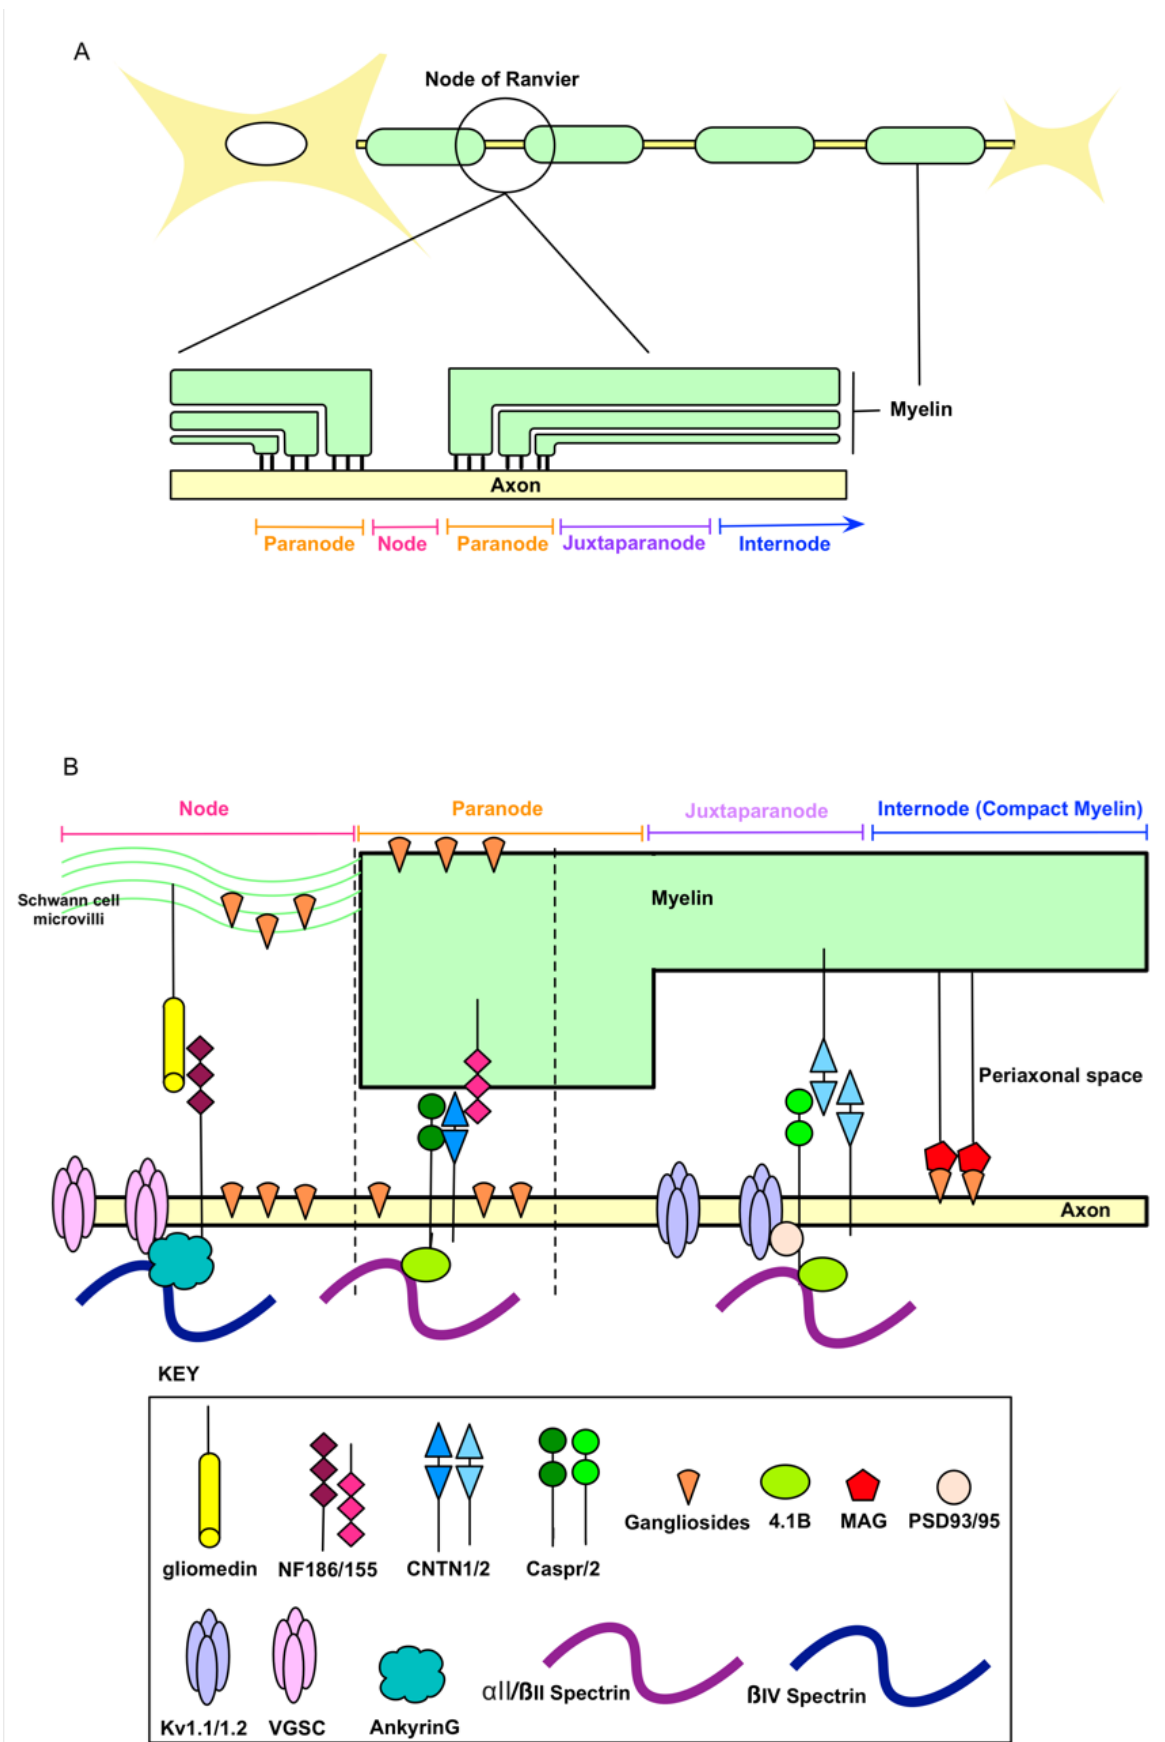 A
Node of Ranvier
Myelin
Axon
Paranode Node Paranode Juxtaparanode Internode
B
Node Paranode Juxtaparanode Internode (Compact Myelin)
Schwann cell
microvilli
Myelin
Periaxonal space
Axon
KEY
gliomedin NF186/155 CNTN1/2 Caspr/2 Gangliosides 4.1B MAG PSD93/95
Kv1.1/1.2 VGSC AnkyrinG αII/ßII Spectrin ßIV Spectrin